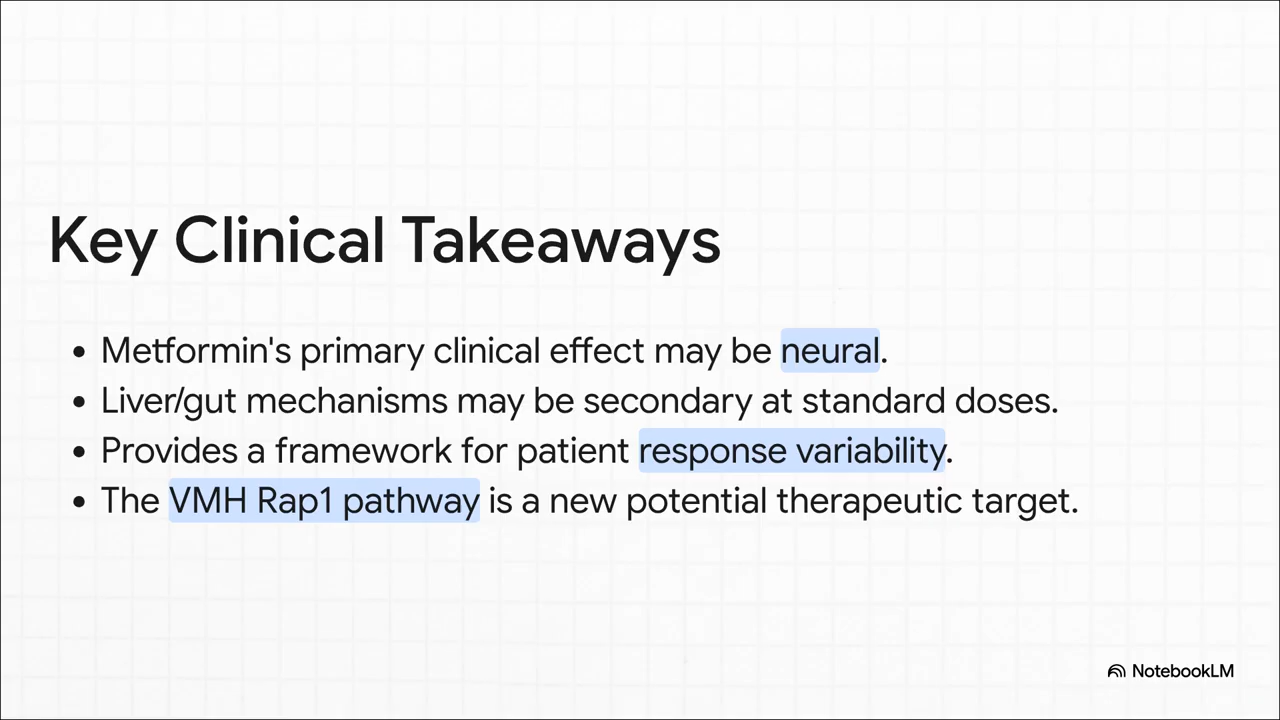 Key Clinical Takeaways
• Metformin's primary clinical effect may be neural.
• Liver/gut mechanisms may be secondary at standard doses.
• Provides a framework for patient response variability.
• The VMH Rap1 pathway is a new potential therapeutic target.
NotebookLM